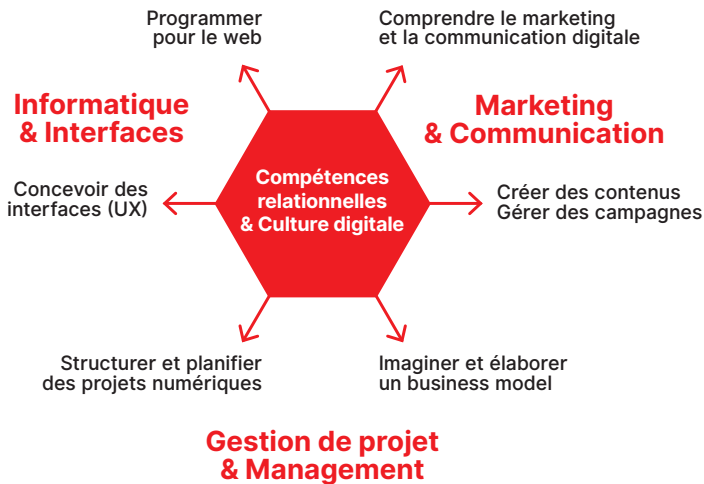 Programmer
pour le web
Comprendre le marketing
et la communication digitale
Informatique
& Interfaces
Marketing
& Communication
Compétences
relationnelles
& Culture digitale
Concevoir des
interfaces (UX)
Créer des contenus
Gérer des campagnes
Structurer et planifier
des projets numériques
Imaginer et élaborer
un business model
Gestion de projet
& Management